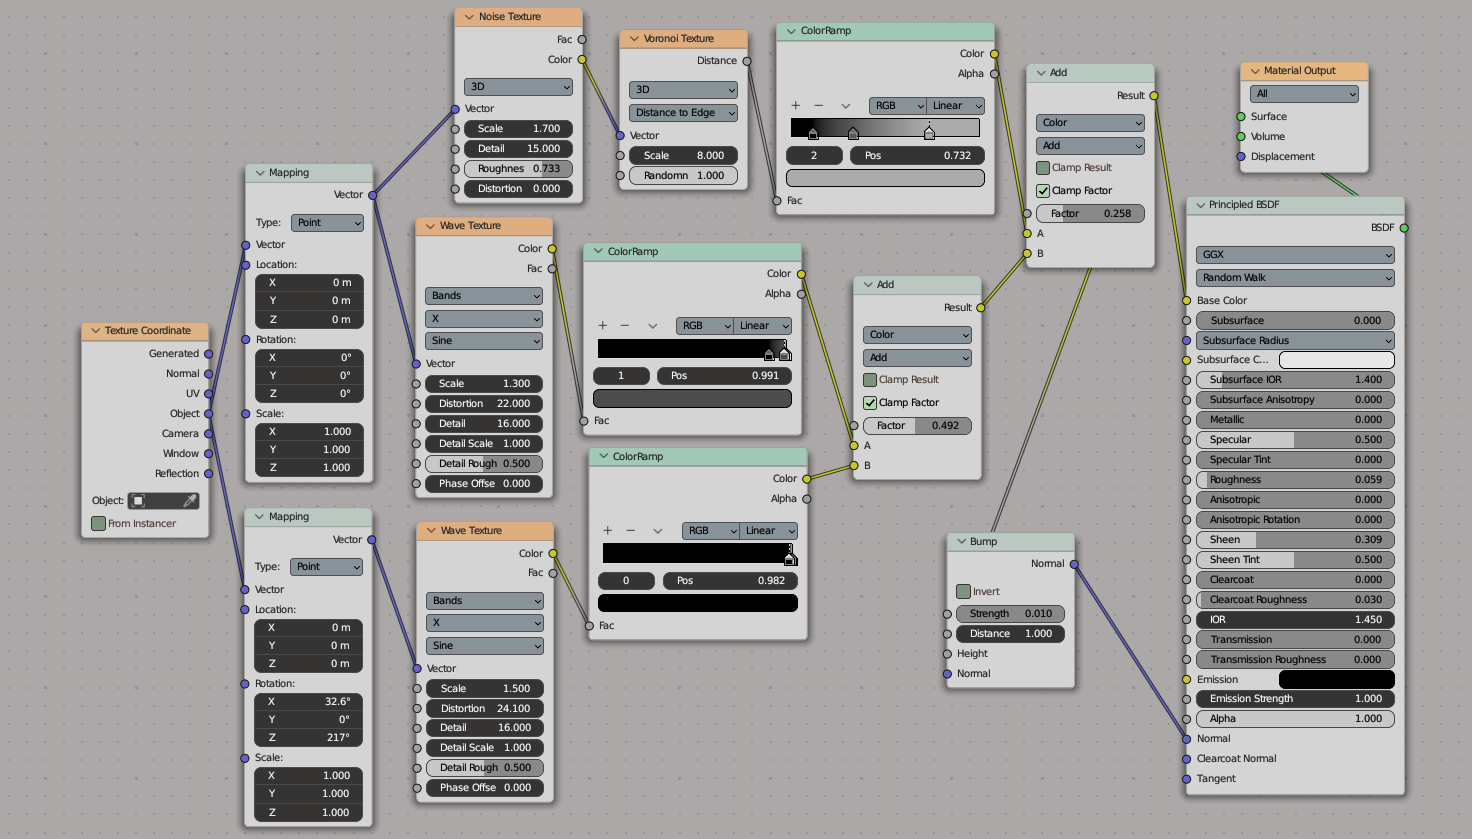 Texture Coordinate
Generated
Normal
UV
Object
Camera
Window
Reflection
Object:
From Instancer
Mapping
Vector
Type: Point
Vector
Location:
X 0 m
Y 0 m
Z 0 m
Rotation:
X 0°
Y 0°
Z 0°
Scale:
X 1.000
Y 1.000
Z 1.000
Mapping
Vector
Type: Point
Vector
Location:
X 0 m
Y 0 m
Z 0 m
Rotation:
X 32.6°
Y 0°
Z 217°
Scale:
X 1.000
Y 1.000
Z 1.000
Noise Texture
Fac
Color
3D
Vector
Scale 1.700
Detail 15.000
Roughnes 0.733
Distortion 0.000
Voronoi Texture
Distance
3D
Distance to Edge
Vector
Scale 8.000
Randomn 1.000
ColorRamp
Color
Alpha
RGB Linear
2 Pos 0.732
Fac
Wave Texture
Color
Fac
Bands
X
Sine
Vector
Scale 1.300
Distortion 22.000
Detail 16.000
Detail Scale 1.000
Detail Rough 0.500
Phase Offse 0.000
ColorRamp
Color
Alpha
RGB Linear
1 Pos 0.991
Fac
Wave Texture
Color
Fac
Bands
X
Sine
Vector
Scale 1.500
Distortion 24.100
Detail 16.000
Detail Scale 1.000
Detail Rough 0.500
Phase Offse 0.000
ColorRamp
Color
Alpha
RGB Linear
0 Pos 0.982
Fac
Add
Result
Color
Add
Clamp Result
Clamp Factor
Factor 0.492
A
B
Add
Result
Color
Add
Clamp Result
Clamp Factor
Factor 0.258
A
B
Bump
Normal
Invert
Strength 0.010
Distance 1.000
Height
Normal
Material Output
All
Surface
Volume
Displacement
Principled BSDF
BSDF
GGX
Random Walk
Base Color
Subsurface 0.000
Subsurface Radius
Subsurface C...
Subsurface IOR 1.400
Subsurface Anisotropy 0.000
Metallic 0.000
Specular 0.500
Specular Tint 0.000
Roughness 0.059
Anisotropic 0.000
Anisotropic Rotation 0.000
Sheen 0.309
Sheen Tint 0.500
Clearcoat 0.000
Clearcoat Roughness 0.030
IOR 1.450
Transmission 0.000
Transmission Roughness 0.000
Emission
Emission Strength 1.000
Alpha 1.000
Normal
Clearcoat Normal
Tangent